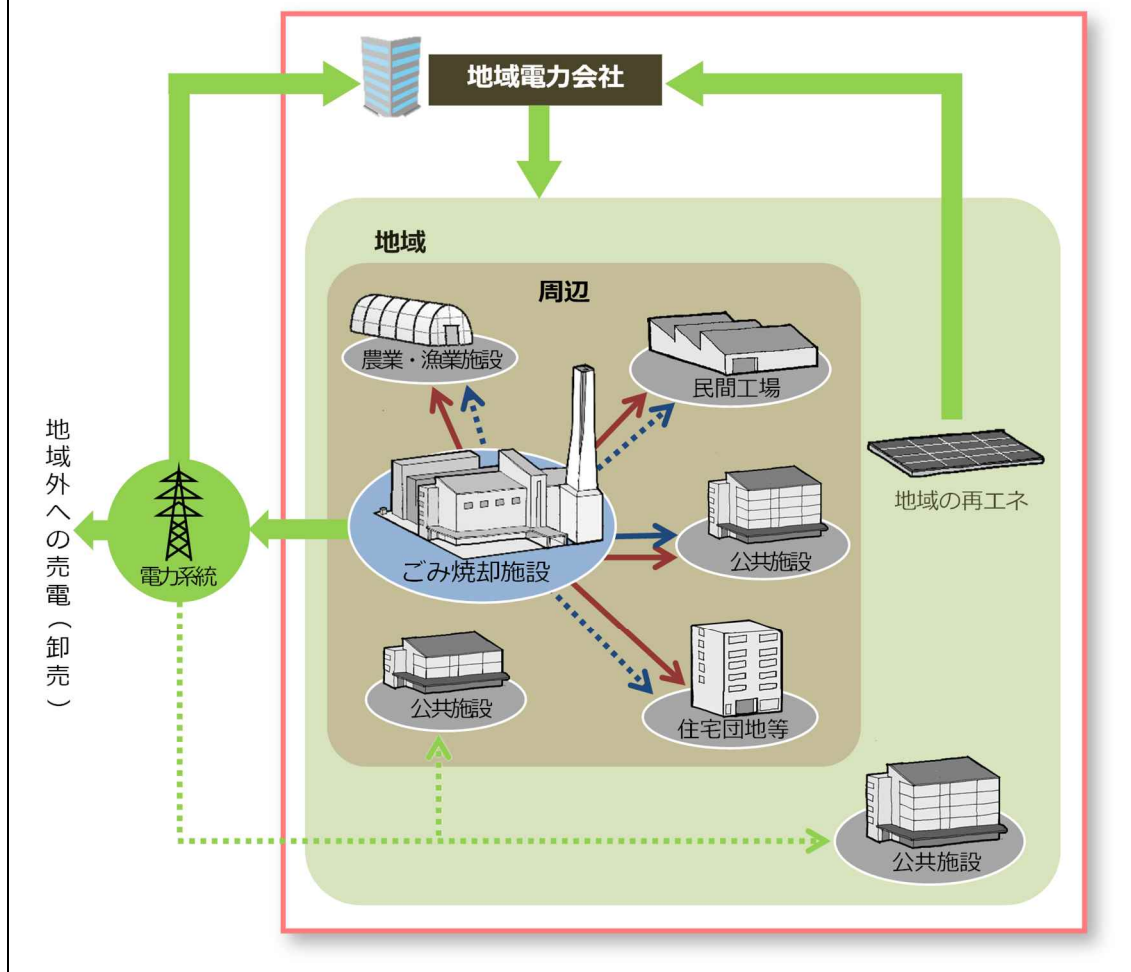 地域電力会社
地域
周辺
農業・漁業施設
民間工場
地域の再エネ
ごみ焼却施設
公共施設
電力系統
地域外への売電（卸売）
公共施設
住宅団地等
公共施設